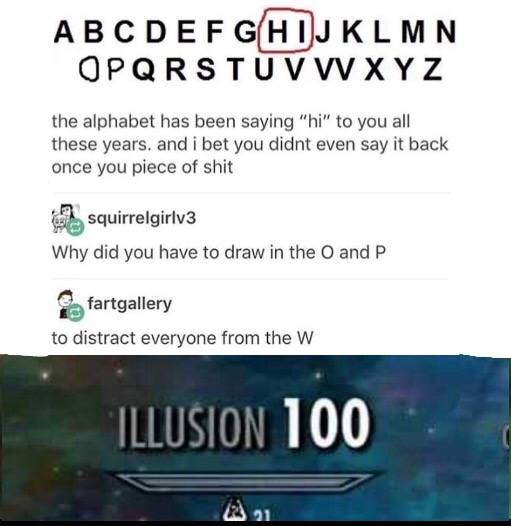 A B C D E F G H I J K L M N
O P Q R S T U V VV X Y Z
the alphabet has been saying "hi" to you all
these years. and i bet you didnt even say it back
once you piece of shit
squirrelgirlv3
Why did you have to draw in the O and P
fartgallery
to distract everyone from the W
ILLUSION 100
21